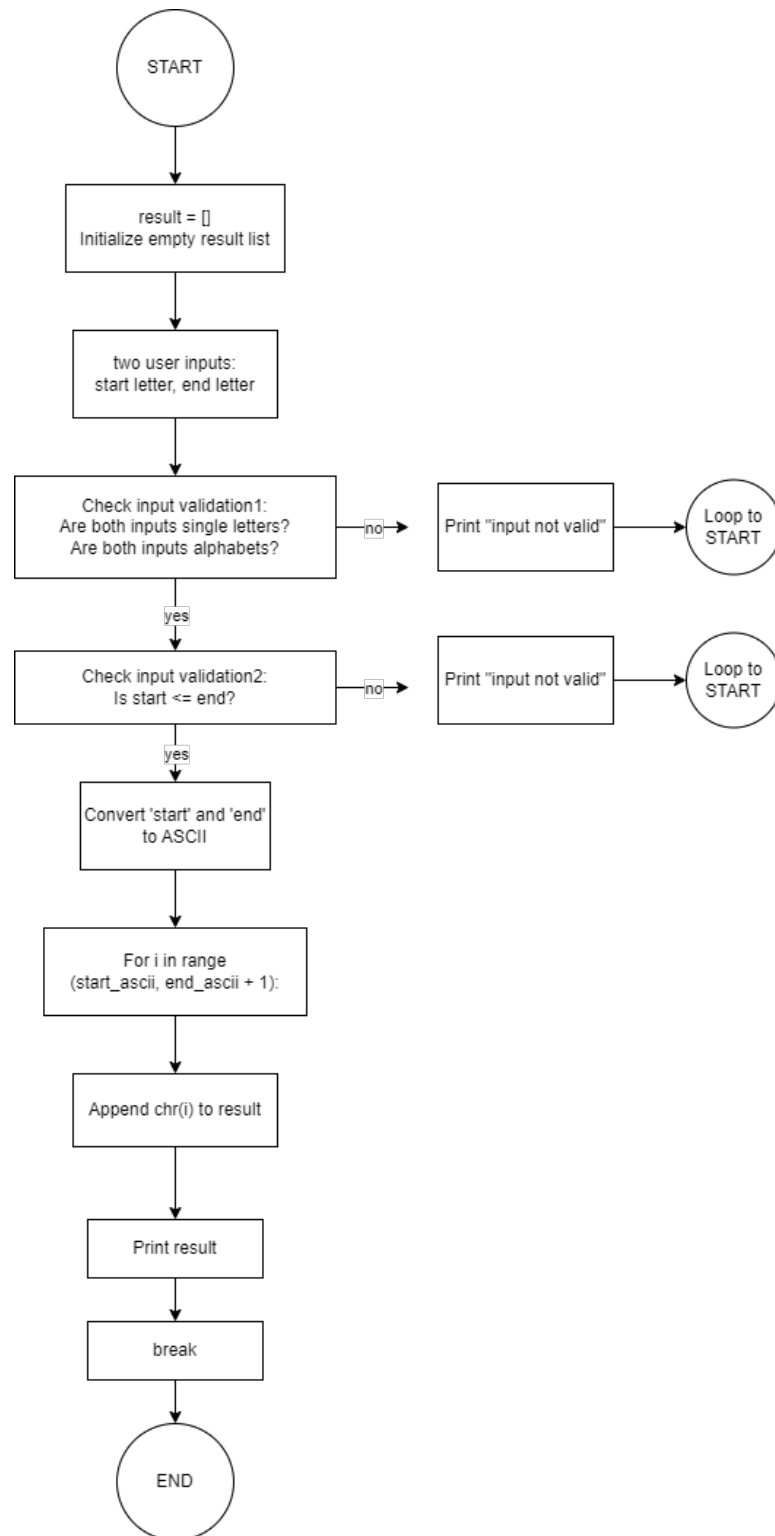 START
result = []
Initialize empty result list
two user inputs:
start letter, end letter
Check input validation1:
Are both inputs single letters?
Are both inputs alphabets?
no
Print "input not valid"
Loop to
START
yes
Check input validation2:
Is start <= end?
no
Print "input not valid"
Loop to
START
yes
Convert 'start' and 'end'
to ASCII
For i in range
(start_ascii, end_ascii + 1):
Append chr(i) to result
Print result
break
END